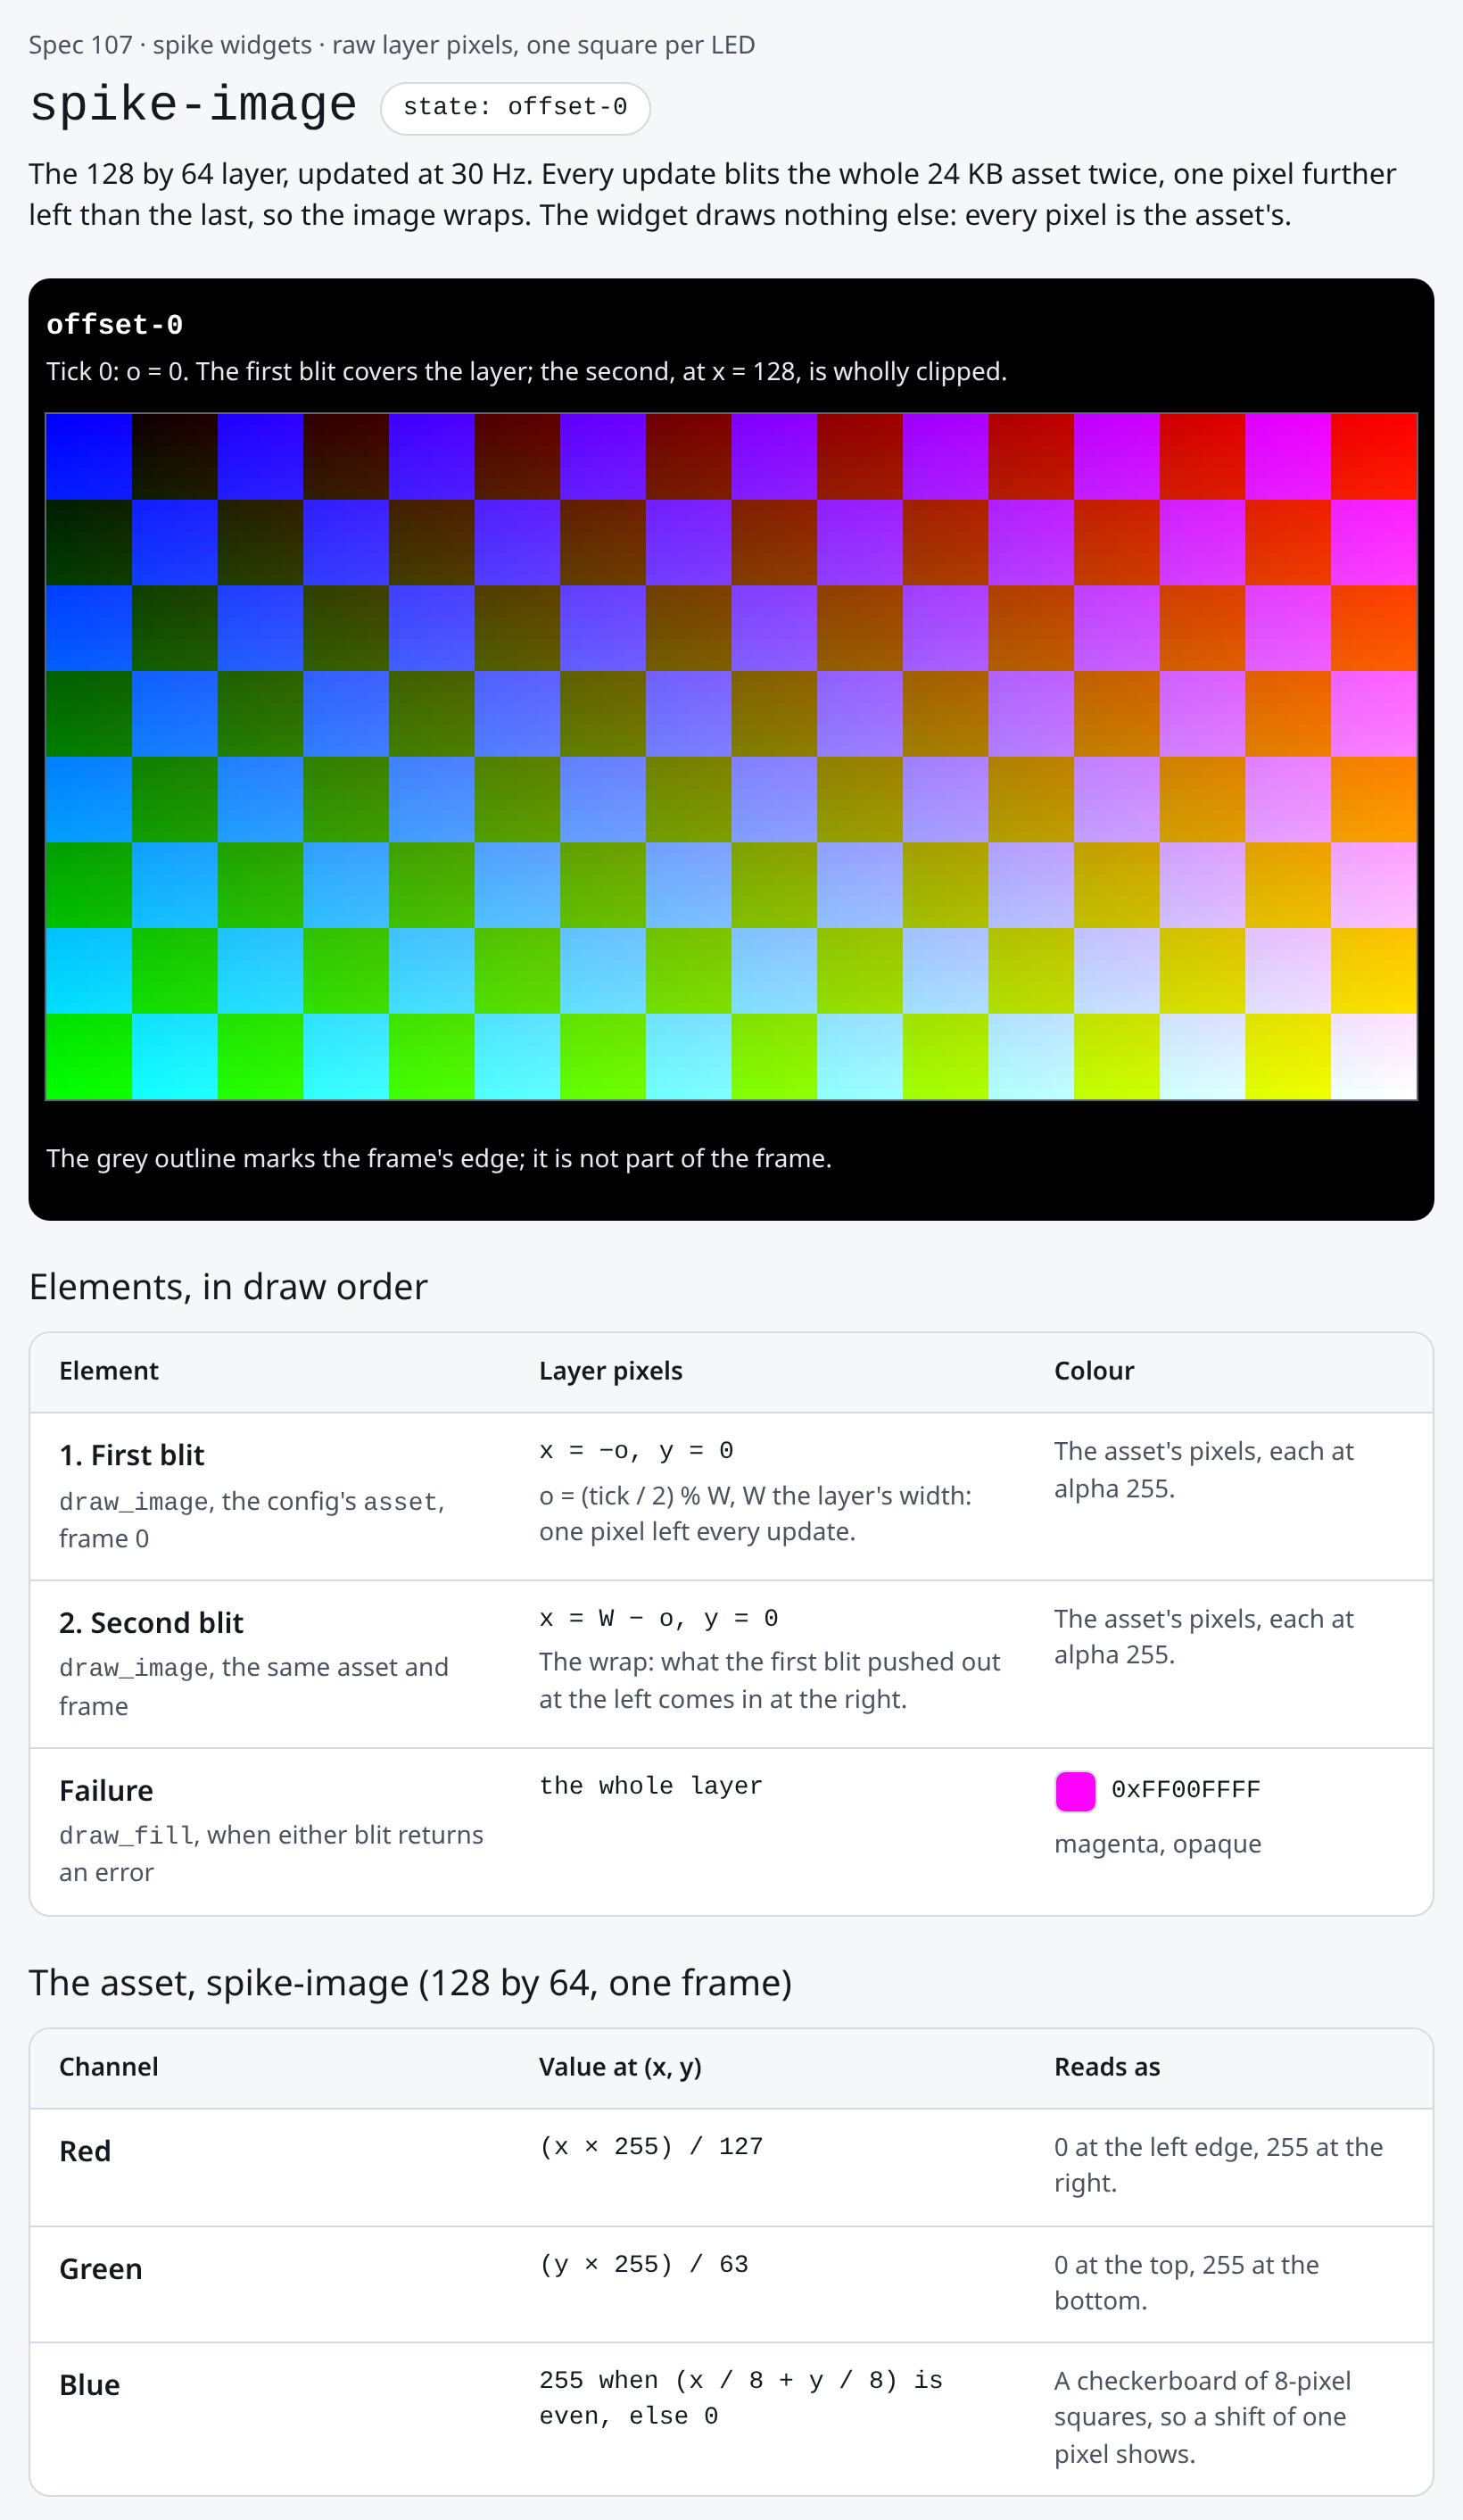 Spec 107 · spike widgets · raw layer pixels, one square per LED
spike-image
state: offset-0
The 128 by 64 layer, updated at 30 Hz. Every update blits the whole 24 KB asset twice, one pixel further
left than the last, so the image wraps. The widget draws nothing else: every pixel is the asset's.
offset-0
Tick 0: o = 0. The first blit covers the layer; the second, at x = 128, is wholly clipped.
The grey outline marks the frame's edge; it is not part of the frame.
Elements, in draw order
Element
Layer pixels
Colour
1. First blit
draw_image, the config's asset,
frame 0
x = −o, y = 0
o = (tick / 2) % W, W the layer's width:
one pixel left every update.
The asset's pixels, each at
alpha 255.
2. Second blit
draw_image, the same asset and
frame
x = W − o, y = 0
The wrap: what the first blit pushed out
at the left comes in at the right.
The asset's pixels, each at
alpha 255.
Failure
draw_fill, when either blit returns
an error
the whole layer
0xFF00FFFF
magenta, opaque
The asset, spike-image (128 by 64, one frame)
Channel
Value at (x, y)
Reads as
Red
(x × 255) / 127
0 at the left edge, 255 at the
right.
Green
(y × 255) / 63
0 at the top, 255 at the
bottom.
Blue
255 when (x / 8 + y / 8) is
even, else 0
A checkerboard of 8-pixel
squares, so a shift of one
pixel shows.